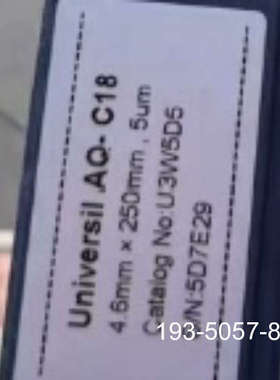 Universil AQ- C18
4.6mm × 250mm , 5um
Catalog No:U3W5D5
/N:5D7E29
193-5057-8